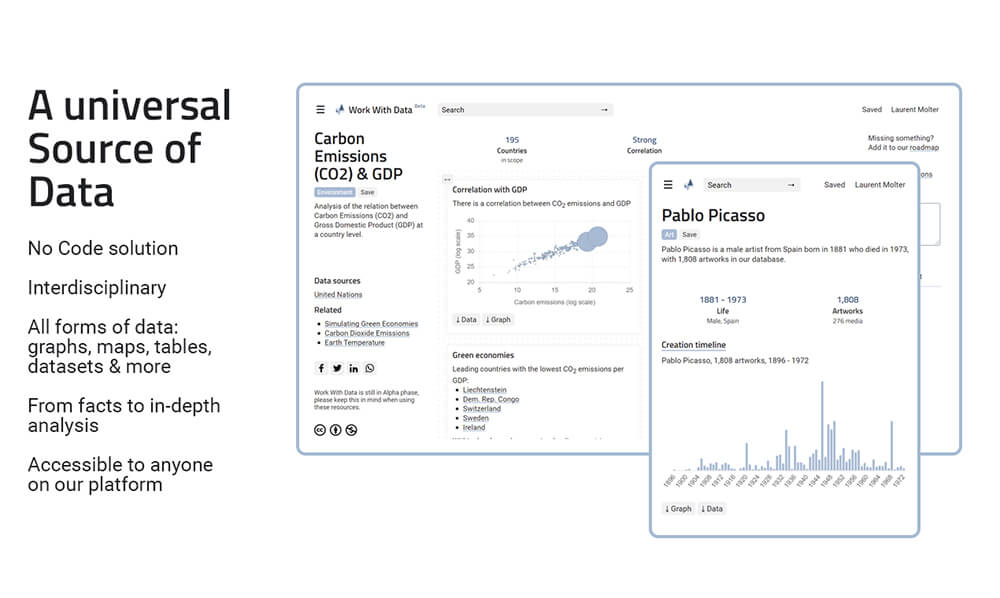 A universal
Source of
Data
No Code solution
Interdisciplinary
All forms of data:
graphs, maps, tables,
datasets & more
From facts to in-depth
analysis
Accessible to anyone
on our platform
Work With Data Beta
Search →
Saved Laurent Molter
Carbon
Emissions
(CO2) & GDP
Environment Save
Analysis of the relation between
Carbon Emissions (CO2) and
Gross Domestic Product (GDP) at
a country level.
Data sources
United Nations
Related
Simulating Green Economies
Carbon Dioxide Emissions
Earth Temperature
Work With Data is still in Alpha phase,
please keep this in mind when using
these resources.
195
Countries
in scope
Strong
Correlation
Missing something?
Add it to our roadmap
Correlation with GDP
There is a correlation between CO2 emissions and GDP
GDP (log scale)
40
35
30
25
20
5 10 15 20 25
Carbon emissions (log scale)
↓ Data ↓ Graph
Green economies
Leading countries with the lowest CO2 emissions per
GDP:
Liechtenstein
Dem. Rep. Congo
Switzerland
Sweden
Ireland
Search →
Saved Laurent Molter
Pablo Picasso
Art Save
Pablo Picasso is a male artist from Spain born in 1881 who died in 1973,
with 1,808 artworks in our database.
1881 - 1973
Life
Male, Spain
1,808
Artworks
276 media
Creation timeline
Pablo Picasso, 1,808 artworks, 1896 - 1972
1896 1900 1904 1908 1912 1916 1920 1924 1928 1932 1936 1940 1944 1948 1952 1956 1960 1964 1968 1972
↓ Graph ↓ Data